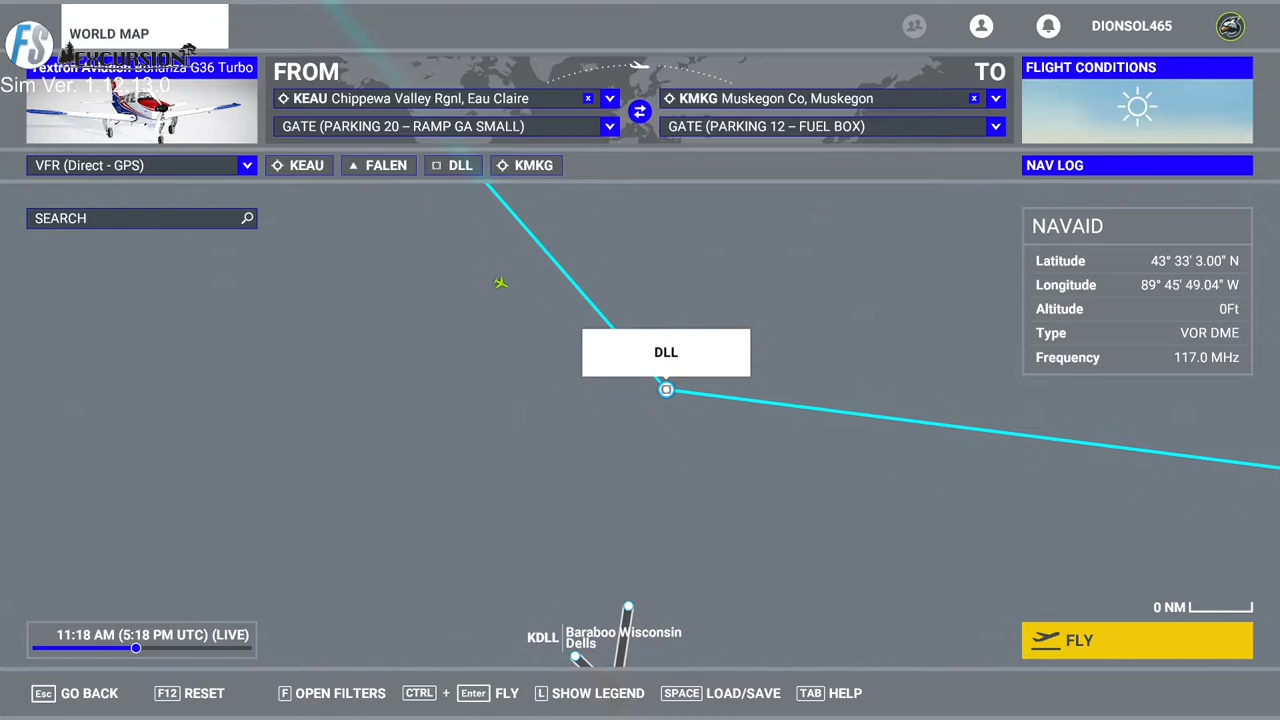 WORLD MAP
DIONSOL465
FS
EXCURSION
Textron Aviation Bonanza G36 Turbo
Sim Ver. 1.12.13.0
FROM
TO
KEAU Chippewa Valley Rgnl, Eau Claire
x
KMKG Muskegon Co, Muskegon
x
GATE (PARKING 20 – RAMP GA SMALL)
GATE (PARKING 12 – FUEL BOX)
FLIGHT CONDITIONS
VFR (Direct - GPS)
KEAU
FALEN
DLL
KMKG
NAV LOG
SEARCH
NAVAID
Latitude 43° 33' 3.00" N
Longitude 89° 45' 49.04" W
Altitude 0Ft
Type VOR DME
Frequency 117.0 MHz
DLL
KDLL
Baraboo Wisconsin
Dells
0 NM
11:18 AM (5:18 PM UTC) (LIVE)
FLY
Esc GO BACK
F12 RESET
F OPEN FILTERS
CTRL + Enter FLY
L SHOW LEGEND
SPACE LOAD/SAVE
TAB HELP